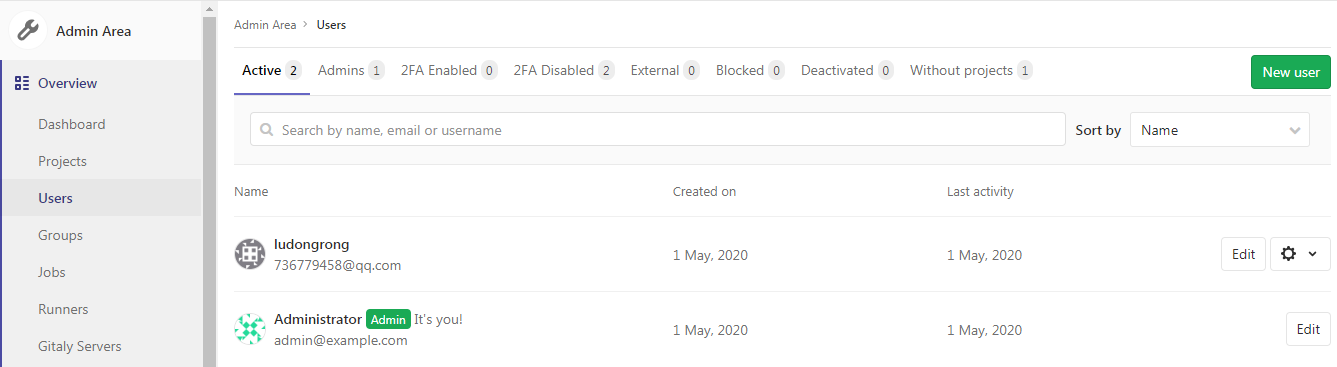 Admin Area
Overview
Dashboard
Projects
Users
Groups
Jobs
Runners
Gitaly Servers
Admin Area > Users
Active 2 Admins 1 2FA Enabled 0 2FA Disabled 2 External 0 Blocked 0 Deactivated 0 Without projects 1 New user
Search by name, email or username Sort by Name
Name Created on Last activity
ludongrong
736779458@qq.com 1 May, 2020 1 May, 2020 Edit
Administrator Admin It's you!
admin@example.com 1 May, 2020 1 May, 2020 Edit